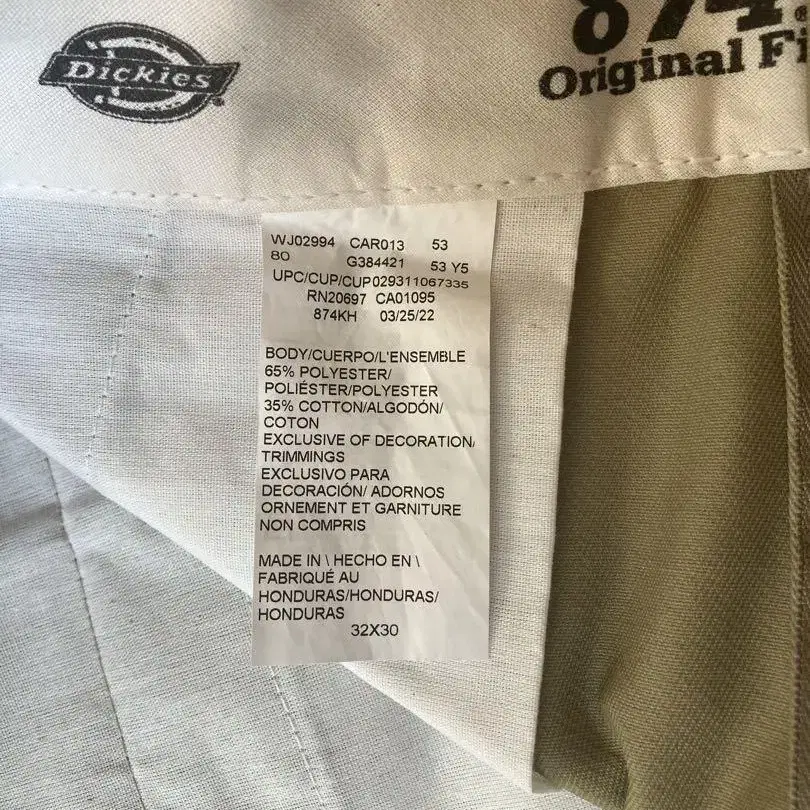 Dickies
874
Original Fi
WJ02994 CAR013 53
80 G384421 53 Y5
UPC/CUP/CUP029311067335
RN20697 CA01095
874KH 03/25/22
BODY/CUERPO/L'ENSEMBLE
65% POLYESTER/
POLIÉSTER/POLYESTER
35% COTTON/ALGODÓN/
COTON
EXCLUSIVE OF DECORATION/
TRIMMINGS
EXCLUSIVO PARA
DECORACIÓN/ ADORNOS
ORNEMENT ET GARNITURE
NON COMPRIS
MADE IN \ HECHO EN \
FABRIQUÉ AU
HONDURAS/HONDURAS/
HONDURAS
32X30